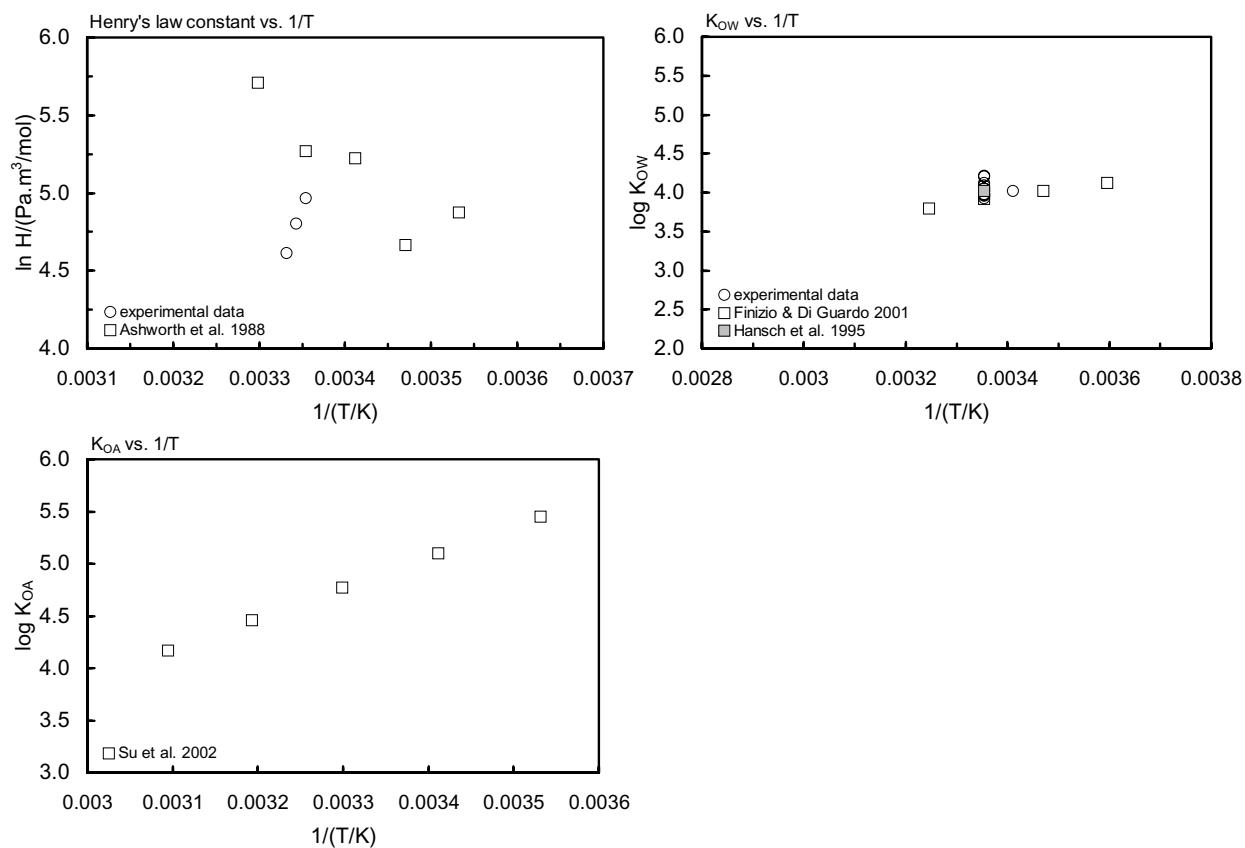 Henry's law constant vs. 1/T
6.0
5.5
5.0
4.5
4.0
ln H/(Pa.m³/mol)
experimental data
Ashworth et al. 1988
0.0031 0.0032 0.0033 0.0034 0.0035 0.0036 0.0037
1/(T/K)
KOW vs. 1/T
6.0
5.5
5.0
4.5
4.0
3.5
3.0
2.5
2.0
log KOW
experimental data
Finizio & Di Guardo 2001
Hansch et al. 1995
0.0028 0.003 0.0032 0.0034 0.0036 0.0038
1/(T/K)
KOA vs. 1/T
6.0
5.5
5.0
4.5
4.0
3.5
3.0
log KOA
Su et al. 2002
0.003 0.0031 0.0032 0.0033 0.0034 0.0035 0.0036
1/(T/K)